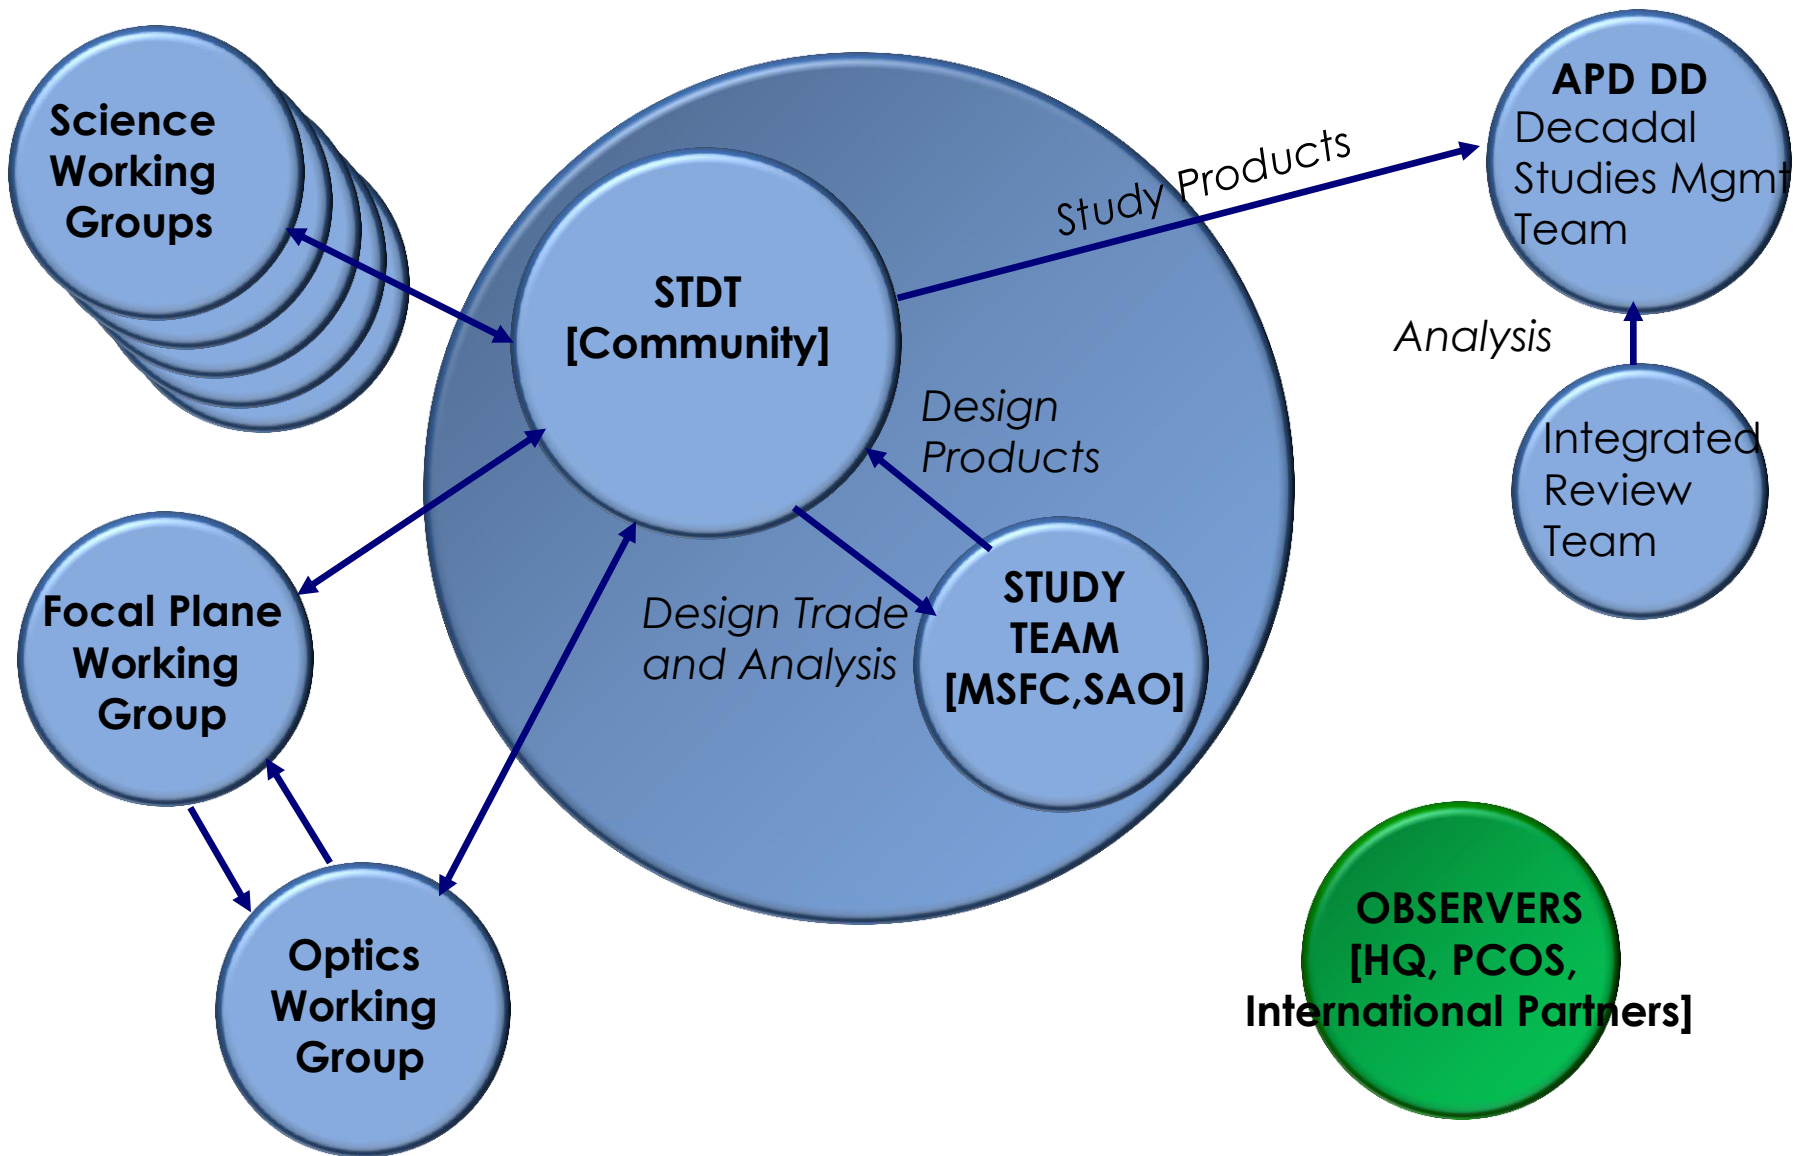 Science
Working
Groups
STDT
[Community]
Study Products
APD DD
Decadal
Studies Mgmt
Team
Analysis
Integrated
Review
Team
Design
Products
Design Trade
and Analysis
STUDY
TEAM
[MSFC,SAO]
Focal Plane
Working
Group
Optics
Working
Group
OBSERVERS
[HQ, PCOS,
International Partners]